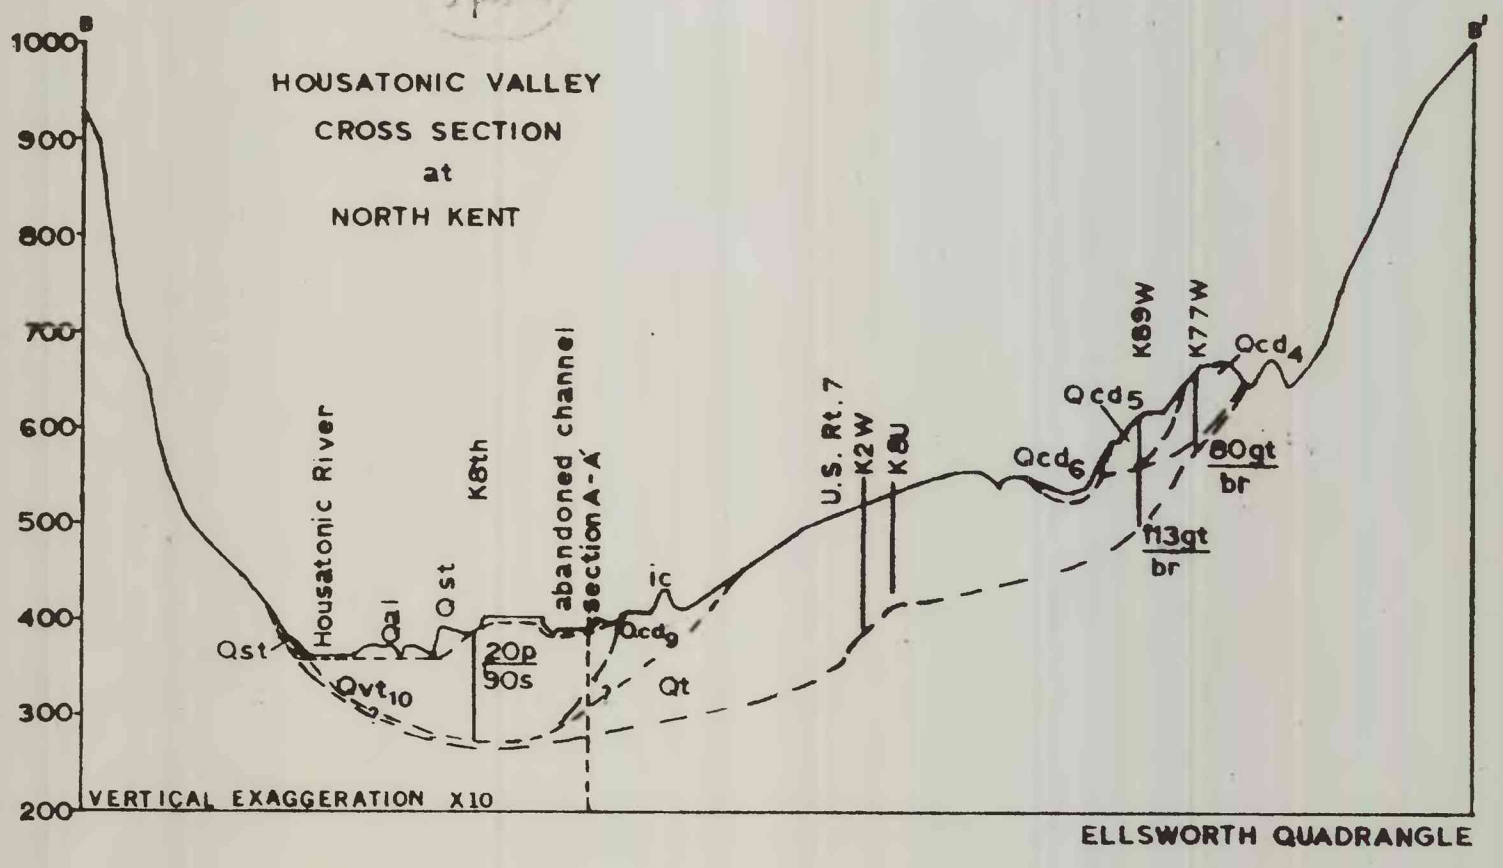 B
B'
1000
900
800
700
600
500
400
300
200
HOUSATONIC VALLEY
CROSS SECTION
at
NORTH KENT
Housatonic River
Qal
Qst
K8th
abandoned channel
section A-A'
ic
U.S. Rt. 7
K2W
K8U
Qcd6
Qcd5
K89W
K77W
Qcd4
80gt
br
113gt
br
Qst
Qvt10
?
20p
90s
Qcd9
?
Qt
VERTICAL EXAGGERATION X10
ELLSWORTH QUADRANGLE